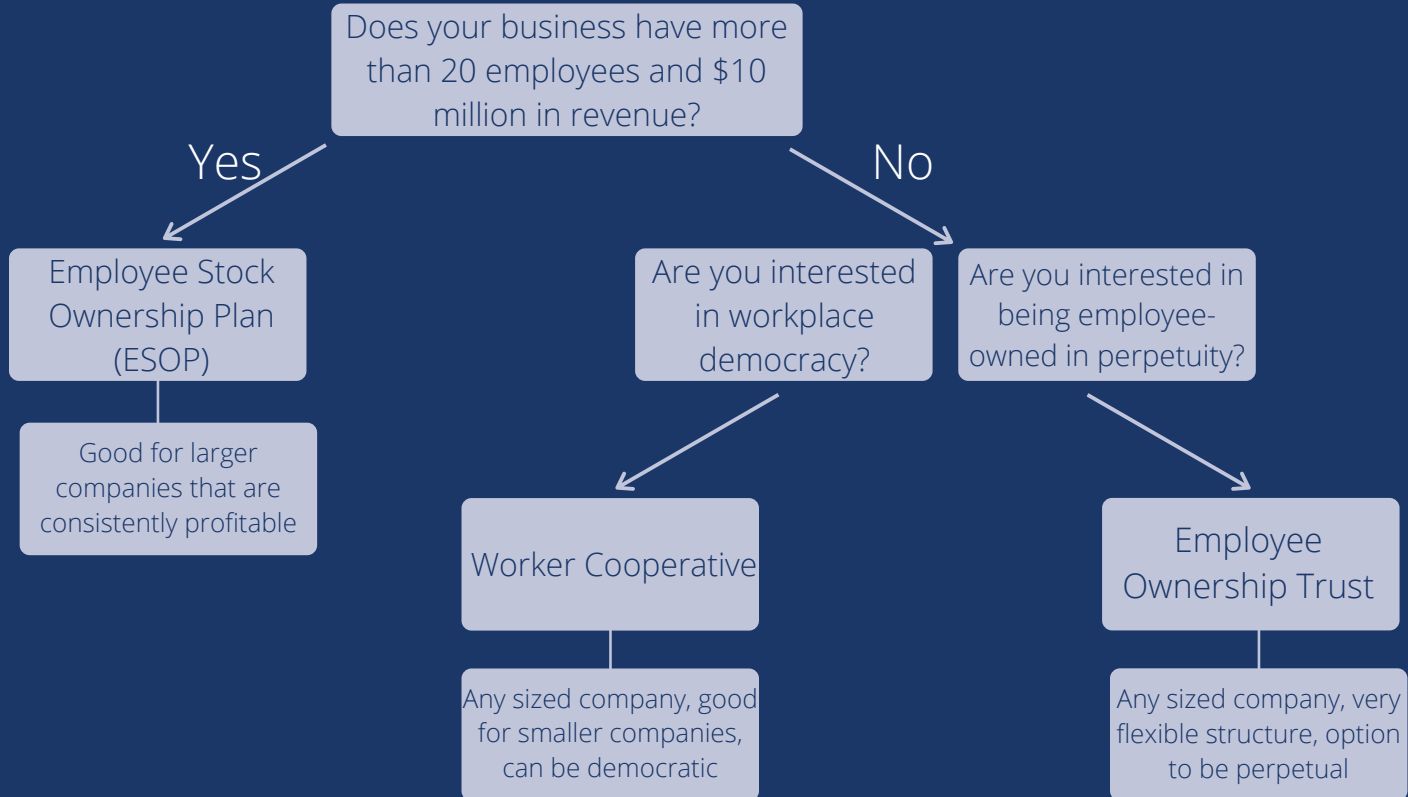 Does your business have more
than 20 employees and $10
million in revenue?
Yes
No
Employee Stock
Ownership Plan
(ESOP)
Good for larger
companies that are
consistently profitable
Are you interested
in workplace
democracy?
Are you interested in
being employee-
owned in perpetuity?
Worker Cooperative
Any sized company, good
for smaller companies,
can be democratic
Employee
Ownership Trust
Any sized company, very
flexible structure, option
to be perpetual